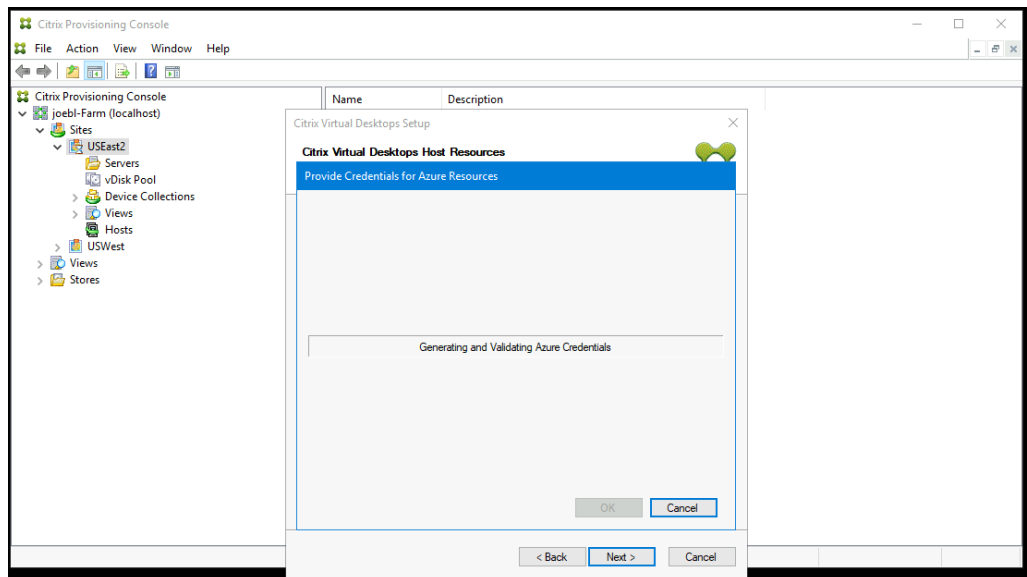 Citrix Provisioning Console
File Action View Window Help
Citrix Provisioning Console
joebl-Farm (localhost)
Sites
USEast2
Servers
vDisk Pool
Device Collections
Views
Hosts
USWest
Views
Stores
Name Description
Citrix Virtual Desktops Setup
Citrix Virtual Desktops Host Resources
Provide Credentials for Azure Resources
Generating and Validating Azure Credentials
OK Cancel
< Back Next > Cancel